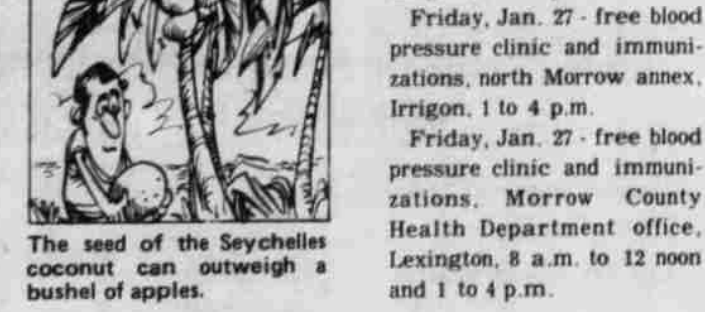 The seed of the Seychelles
coconut can outweigh a
bushel of apples.
Friday, Jan. 27 - free blood
pressure clinic and immuni-
zations, north Morrow annex,
Irrigon, 1 to 4 p.m.
Friday, Jan. 27 - free blood
pressure clinic and immuni-
zations, Morrow County
Health Department office,
Lexington, 8 a.m. to 12 noon
and 1 to 4 p.m.